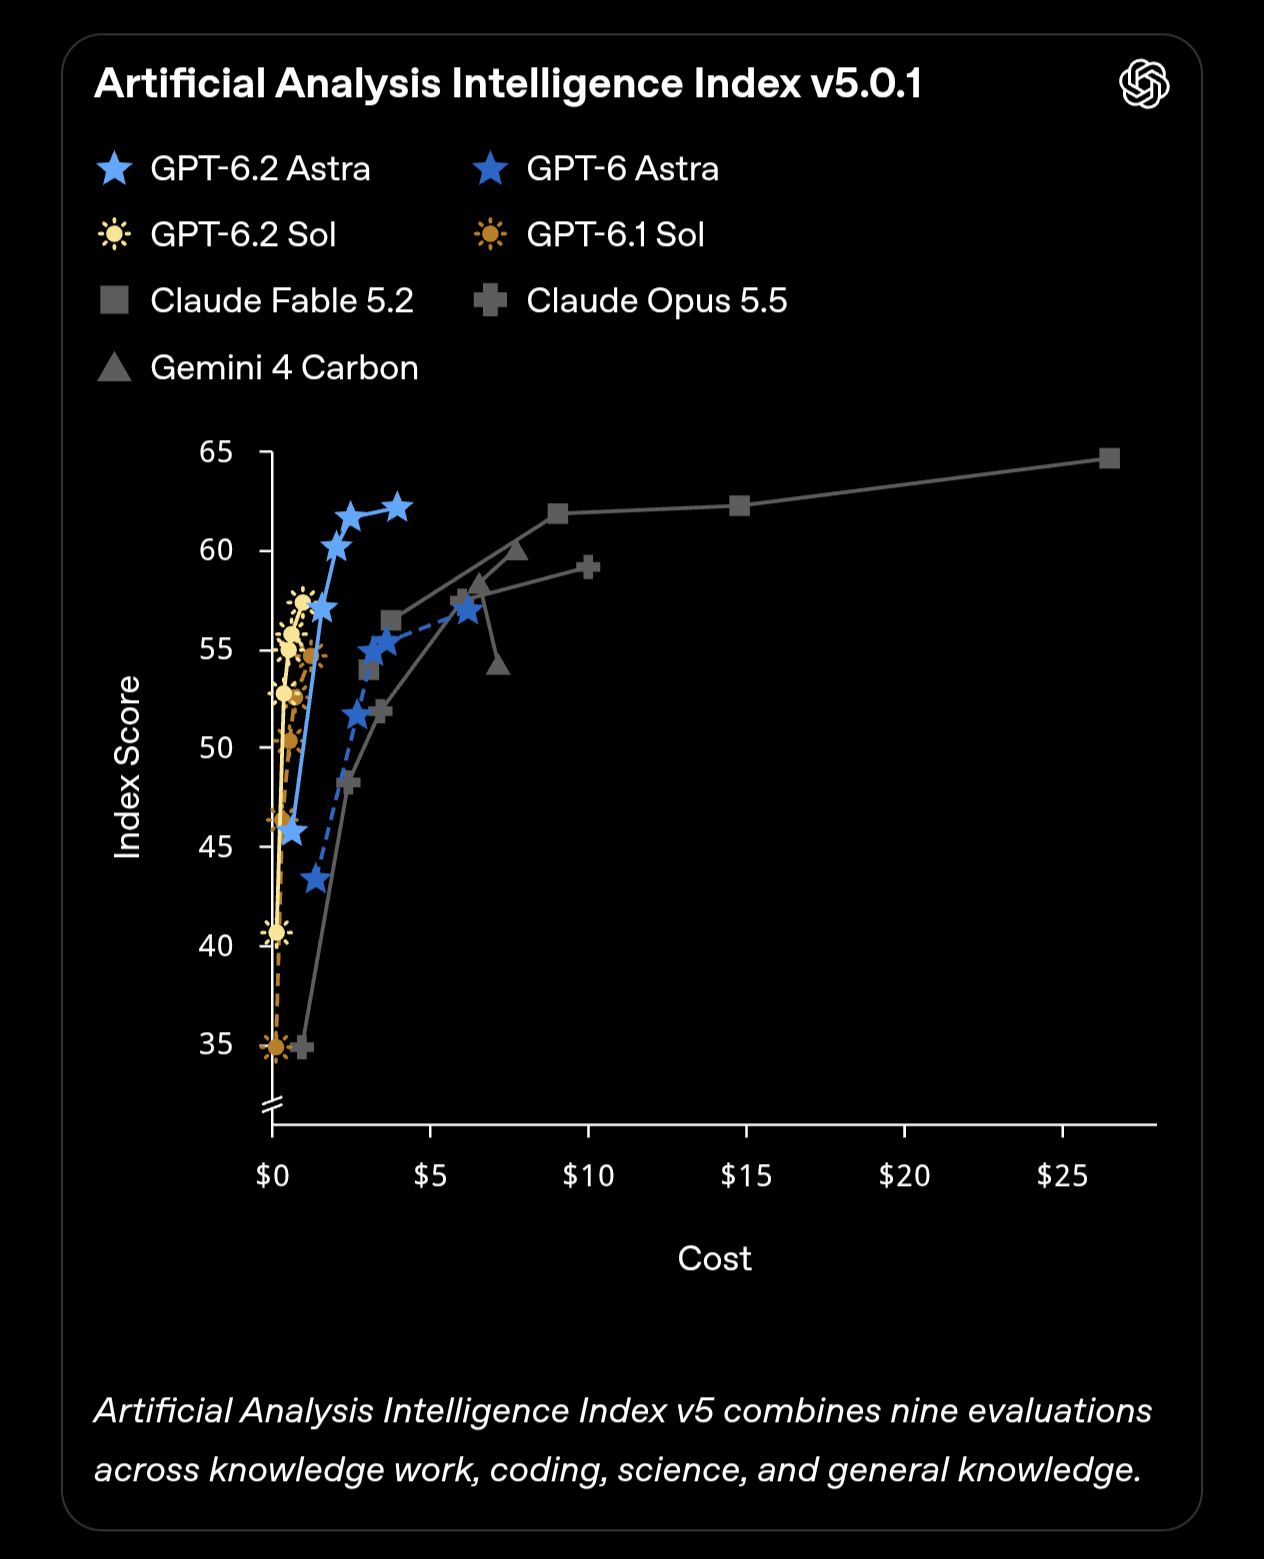 Artificial Analysis Intelligence Index v5.0.1
GPT-6.2 Astra
GPT-6 Astra
GPT-6.2 Sol
GPT-6.1 Sol
Claude Fable 5.2
Claude Opus 5.5
Gemini 4 Carbon
65
60
55
50
45
40
35
Index Score
$0
$5
$10
$15
$20
$25
Cost
Artificial Analysis Intelligence Index v5 combines nine evaluations
across knowledge work, coding, science, and general knowledge.